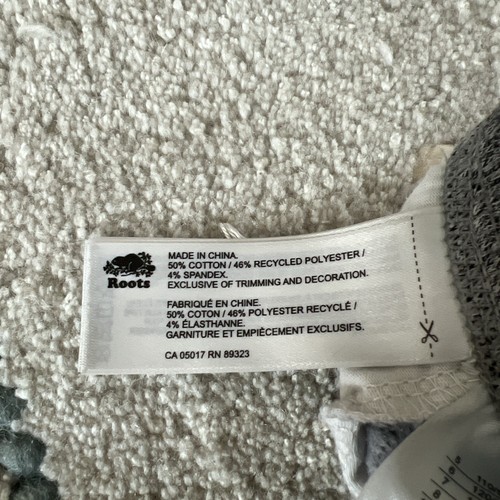 Roots
MADE IN CHINA.
50% COTTON / 46% RECYCLED POLYESTER /
4% SPANDEX.
EXCLUSIVE OF TRIMMING AND DECORATION.
FABRIQUÉ EN CHINE.
50% COTON / 46% POLYESTER RECYCLÉ /
4% ÉLASTHANNE.
GARNITURE ET EMPIÈCEMENT EXCLUSIFS.
CA 05017 RN 89323